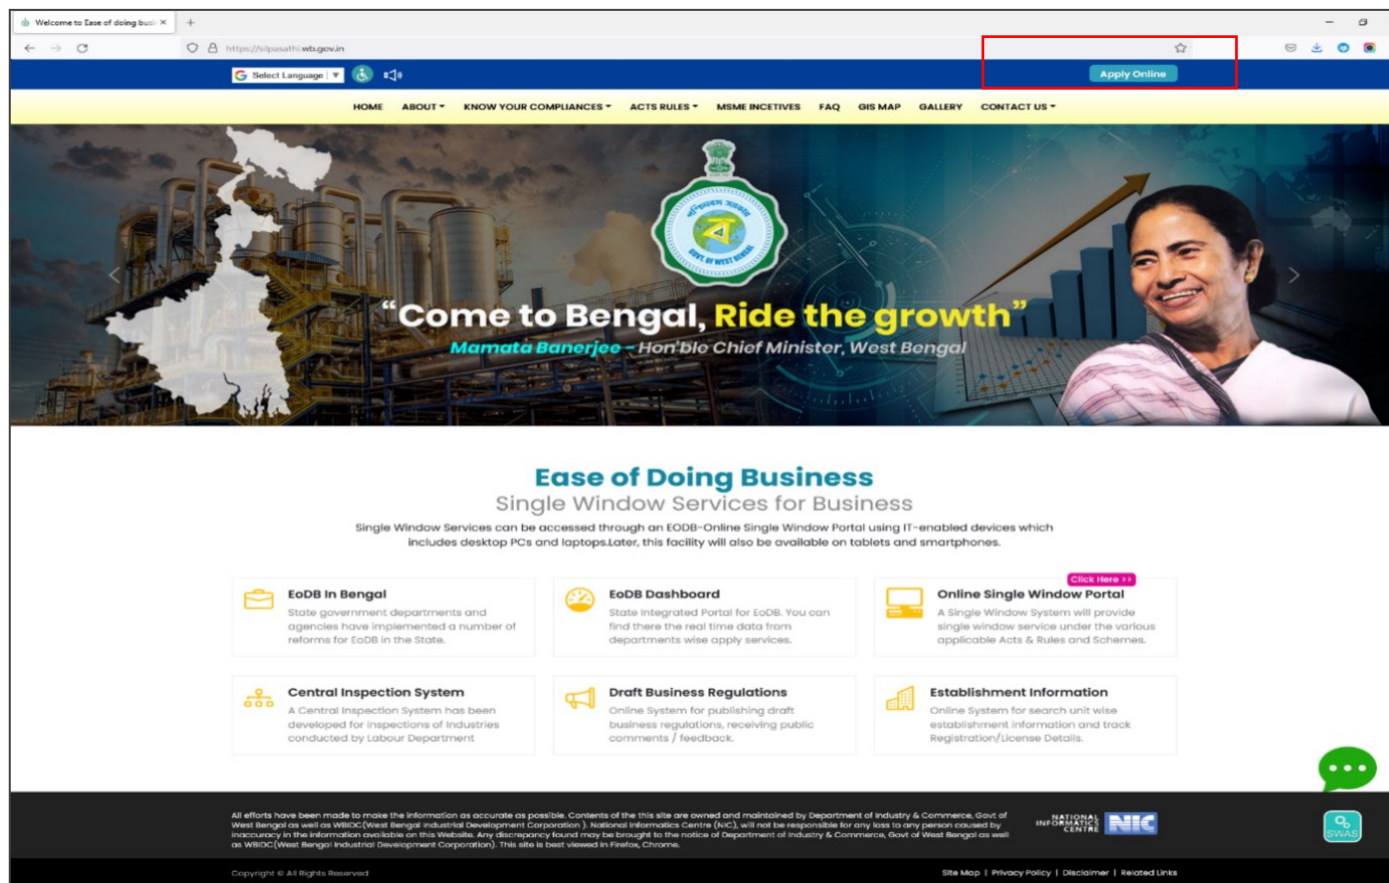 Welcome to Ease of doing busi
https://silpasathi.wb.gov.in
Select Language
Apply Online
HOME ABOUT KNOW YOUR COMPLIANCES ACTS RULES MSME INCETIVES FAQ GIS MAP GALLERY CONTACT US
পশ্চিমবঙ্গ সরকার
ব
GOVT. OF WEST BENGAL
“Come to Bengal, Ride the growth”
Mamata Banerjee - Hon'ble Chief Minister, West Bengal
Ease of Doing Business
Single Window Services for Business
Single Window Services can be accessed through an EODB-Online Single Window Portal using IT-enabled devices which
includes desktop PCs and laptops.Later, this facility will also be available on tablets and smartphones.
EoDB In Bengal
State government departments and
agencies have implemented a number of
reforms for EoDB in the State.
EoDB Dashboard
State Integrated Portal for EoDB. You can
find there the real time data from
departments wise apply services.
Click Here >>
Online Single Window Portal
A Single Window System will provide
single window service under the various
applicable Acts & Rules and Schemes.
Central Inspection System
A Central Inspection System has been
developed for inspections of Industries
conducted by Labour Department
Draft Business Regulations
Online System for publishing draft
business regulations, receiving public
comments / feedback.
Establishment Information
Online System for search unit wise
establishment information and track
Registration/License Details.
All efforts have been made to make the information as accurate as possible. Contents of the this site are owned and maintained by Department of Industry & Commerce, Govt of
West Bengal as well as WBIDC(West Bengal Industrial Development Corporation ). National Informatics Centre (NIC), will not be responsible for any loss to any person caused by
inaccuracy in the information available on this Website. Any discrepancy found may be brought to the notice of Department of Industry & Commerce, Govt of West Bengal as well
as WBIDC(West Bengal Industrial Development Corporation). This site is best viewed in Firefox, Chrome.
NATIONAL
INFORMATICS
CENTRE
NIC
SWAS
Copyright © All Rights Reserved
Site Map | Privacy Policy | Disclaimer | Related Links